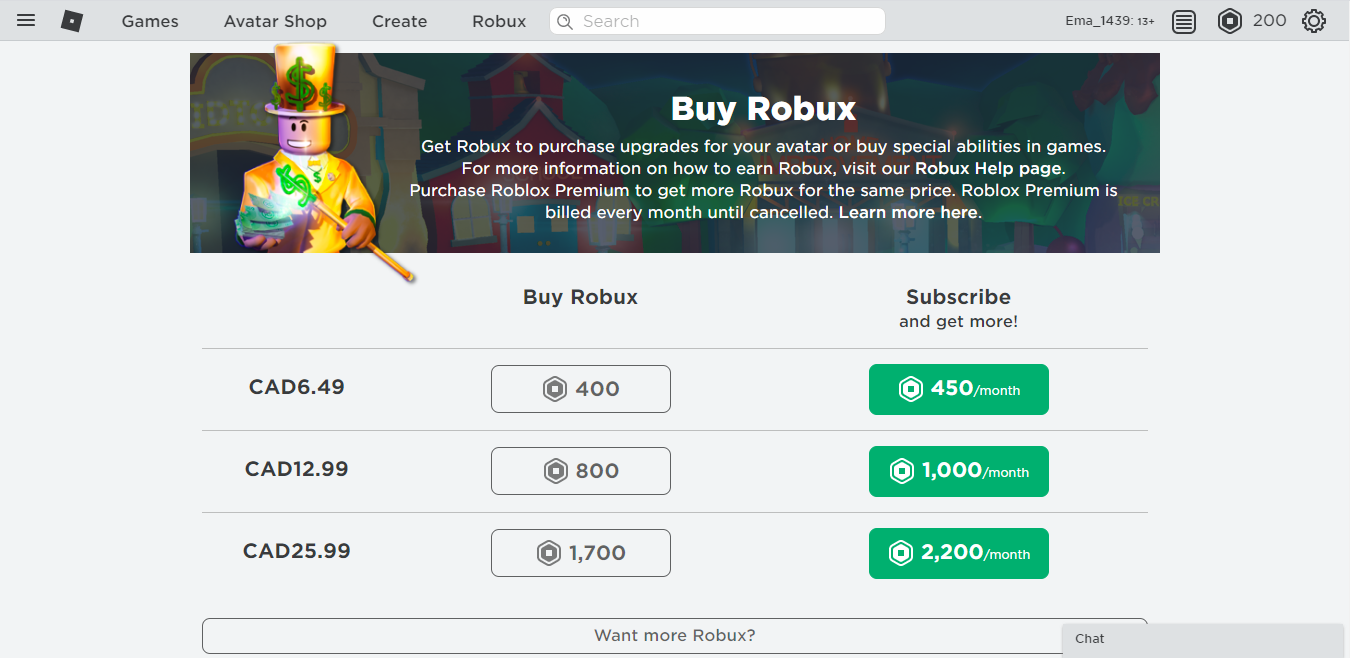 Games Avatar Shop Create Robux Search Ema_1439: 13+ 200
Buy Robux
Get Robux to purchase upgrades for your avatar or buy special abilities in games.
For more information on how to earn Robux, visit our Robux Help page.
Purchase Roblox Premium to get more Robux for the same price. Roblox Premium is
billed every month until cancelled. Learn more here.
Buy Robux Subscribe
and get more!
CAD6.49 400 450/month
CAD12.99 800 1,000/month
CAD25.99 1,700 2,200/month
Want more Robux?
Chat